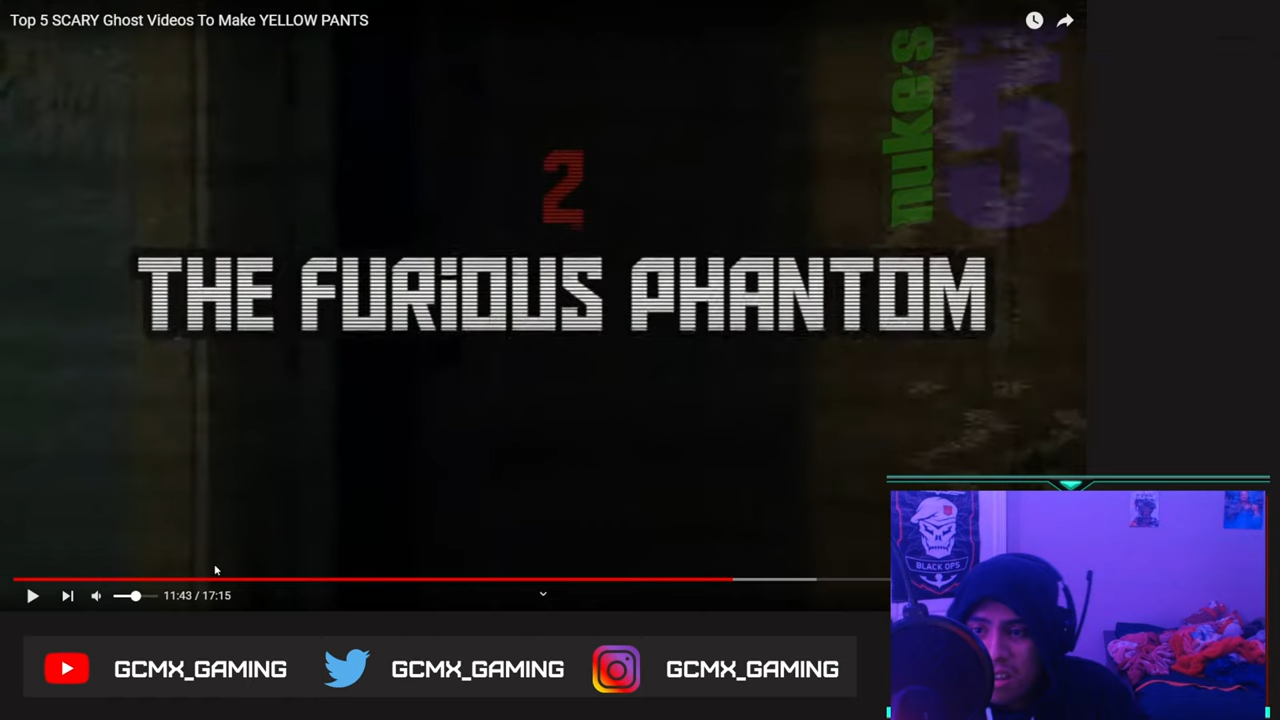 Top 5 SCARY Ghost Videos To Make YELLOW PANTS
nuke's
5
2
THE FURiOUS PHANTOM
BLACK OPS
11:43 / 17:15
GCMX_GAMING
GCMX_GAMING
GCMX_GAMING